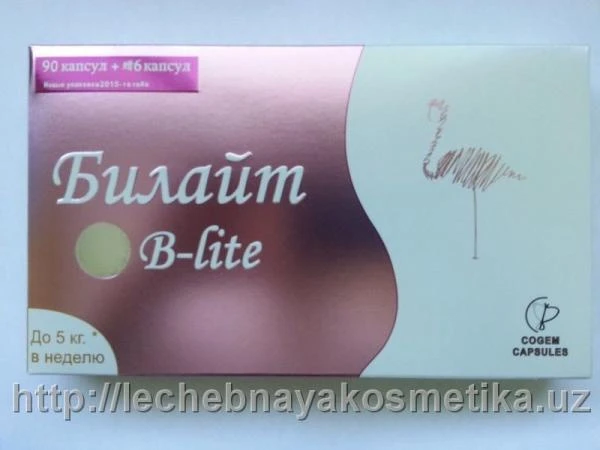 90 капсул + 6 капсул
Новая упаковка 2015-го года
Билайт
B-lite
До 5 кг. *
в неделю
COGEM
CAPSULES
http://lechebnayakosmetika.uz